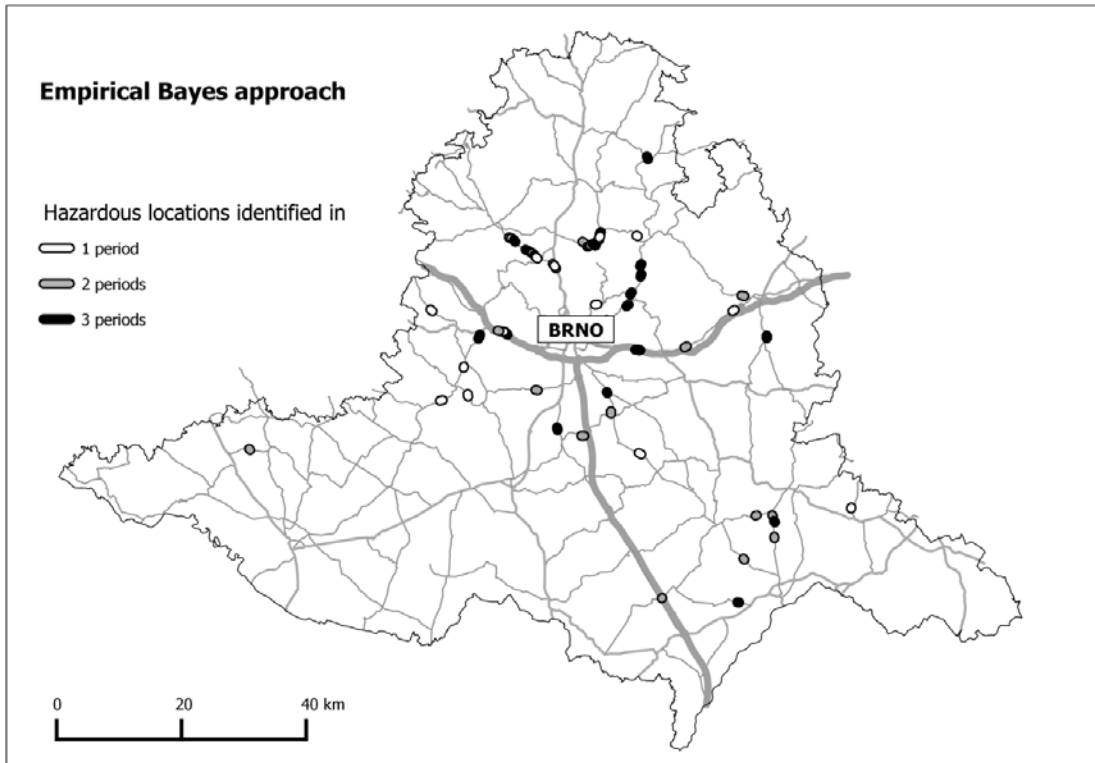 Empirical Bayes approach
Hazardous locations identified in
1 period
2 periods
3 periods
BRNO
0 20 40 km